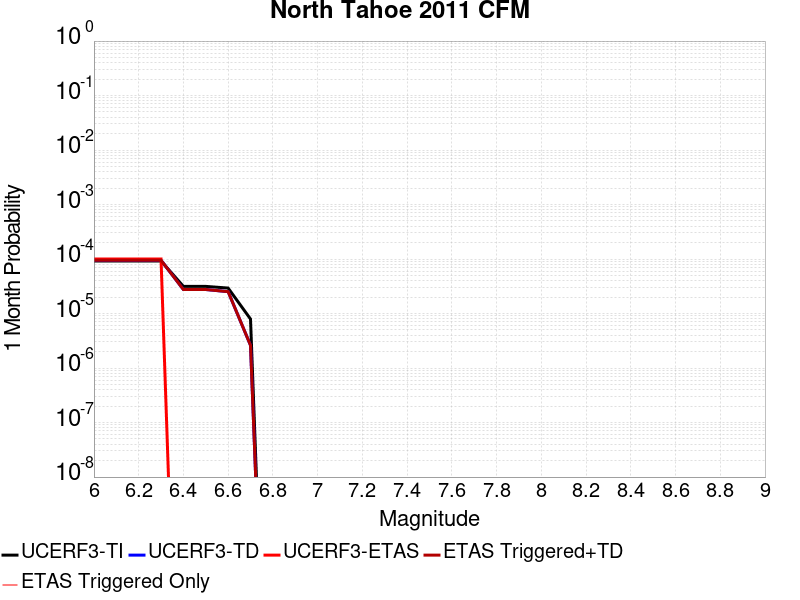 North Tahoe 2011 CFM
1 Month Probability
10^0
10^-1
10^-2
10^-3
10^-4
10^-5
10^-6
10^-7
10^-8
6 6.2 6.4 6.6 6.8 7 7.2 7.4 7.6 7.8 8 8.2 8.4 8.6 8.8 9
Magnitude
UCERF3-TI UCERF3-TD UCERF3-ETAS ETAS Triggered+TD
ETAS Triggered Only